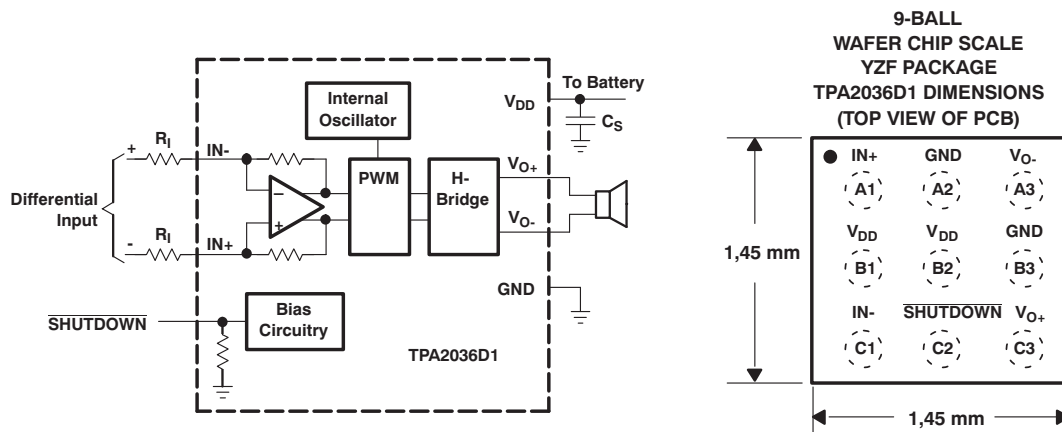 Internal
Oscillator
To Battery
VDD
CS
RI
IN-
+
Differential
Input
-
RI
IN+
−
+
PWM
H-
Bridge
VO+
VO-
GND
SHUTDOWN
Bias
Circuitry
TPA2036D1
9-BALL
WAFER CHIP SCALE
YZF PACKAGE
TPA2036D1 DIMENSIONS
(TOP VIEW OF PCB)
IN+ GND VO-
A1 A2 A3
VDD VDD GND
B1 B2 B3
IN- SHUTDOWN VO+
C1 C2 C3
1,45 mm
1,45 mm